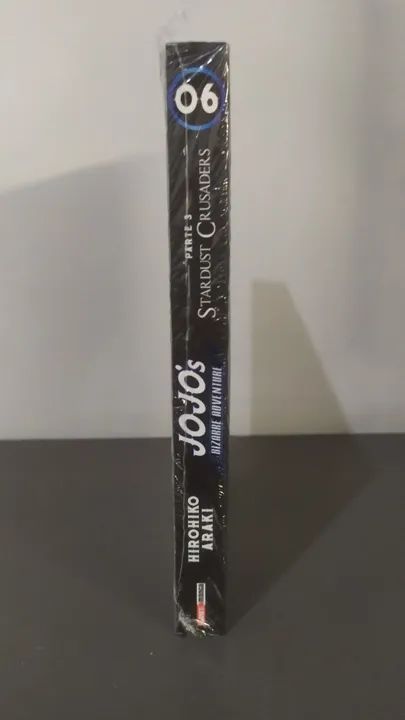 06
PARTE 3
STARDUST CRUSADERS
JOJO's
BIZARRE ADVENTURE
HIROHIKO
ARAKI